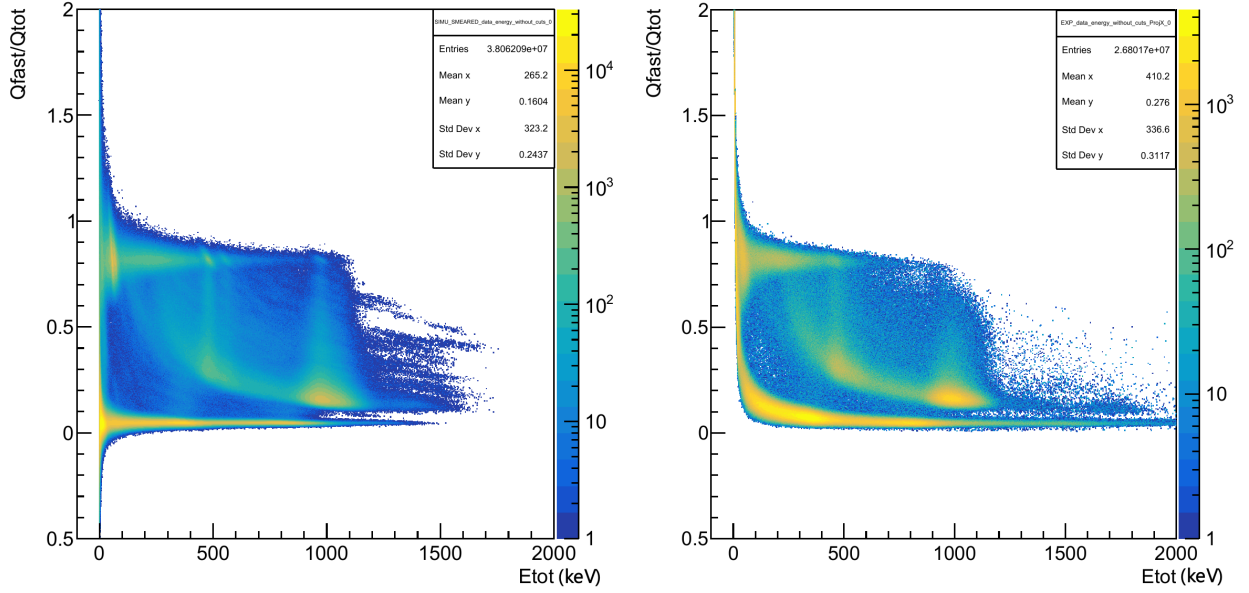 Qfast/Qtot
2
1.5
1
0.5
0
0.5
0 500 1000 1500 2000
Etot (keV)
SIMU_SMEARED_data_energy_without_cuts_0
Entries 3.806209e+07
Mean x 265.2
Mean y 0.1604
Std Dev x 323.2
Std Dev y 0.2437
10⁴
10³
10²
10
1
Qfast/Qtot
2
1.5
1
0.5
0
0.5
0 500 1000 1500 2000
Etot (keV)
EXP_data_energy_without_cuts_ProjX_0
Entries 2.68017e+07
Mean x 410.2
Mean y 0.276
Std Dev x 336.6
Std Dev y 0.3117
10³
10²
10
1